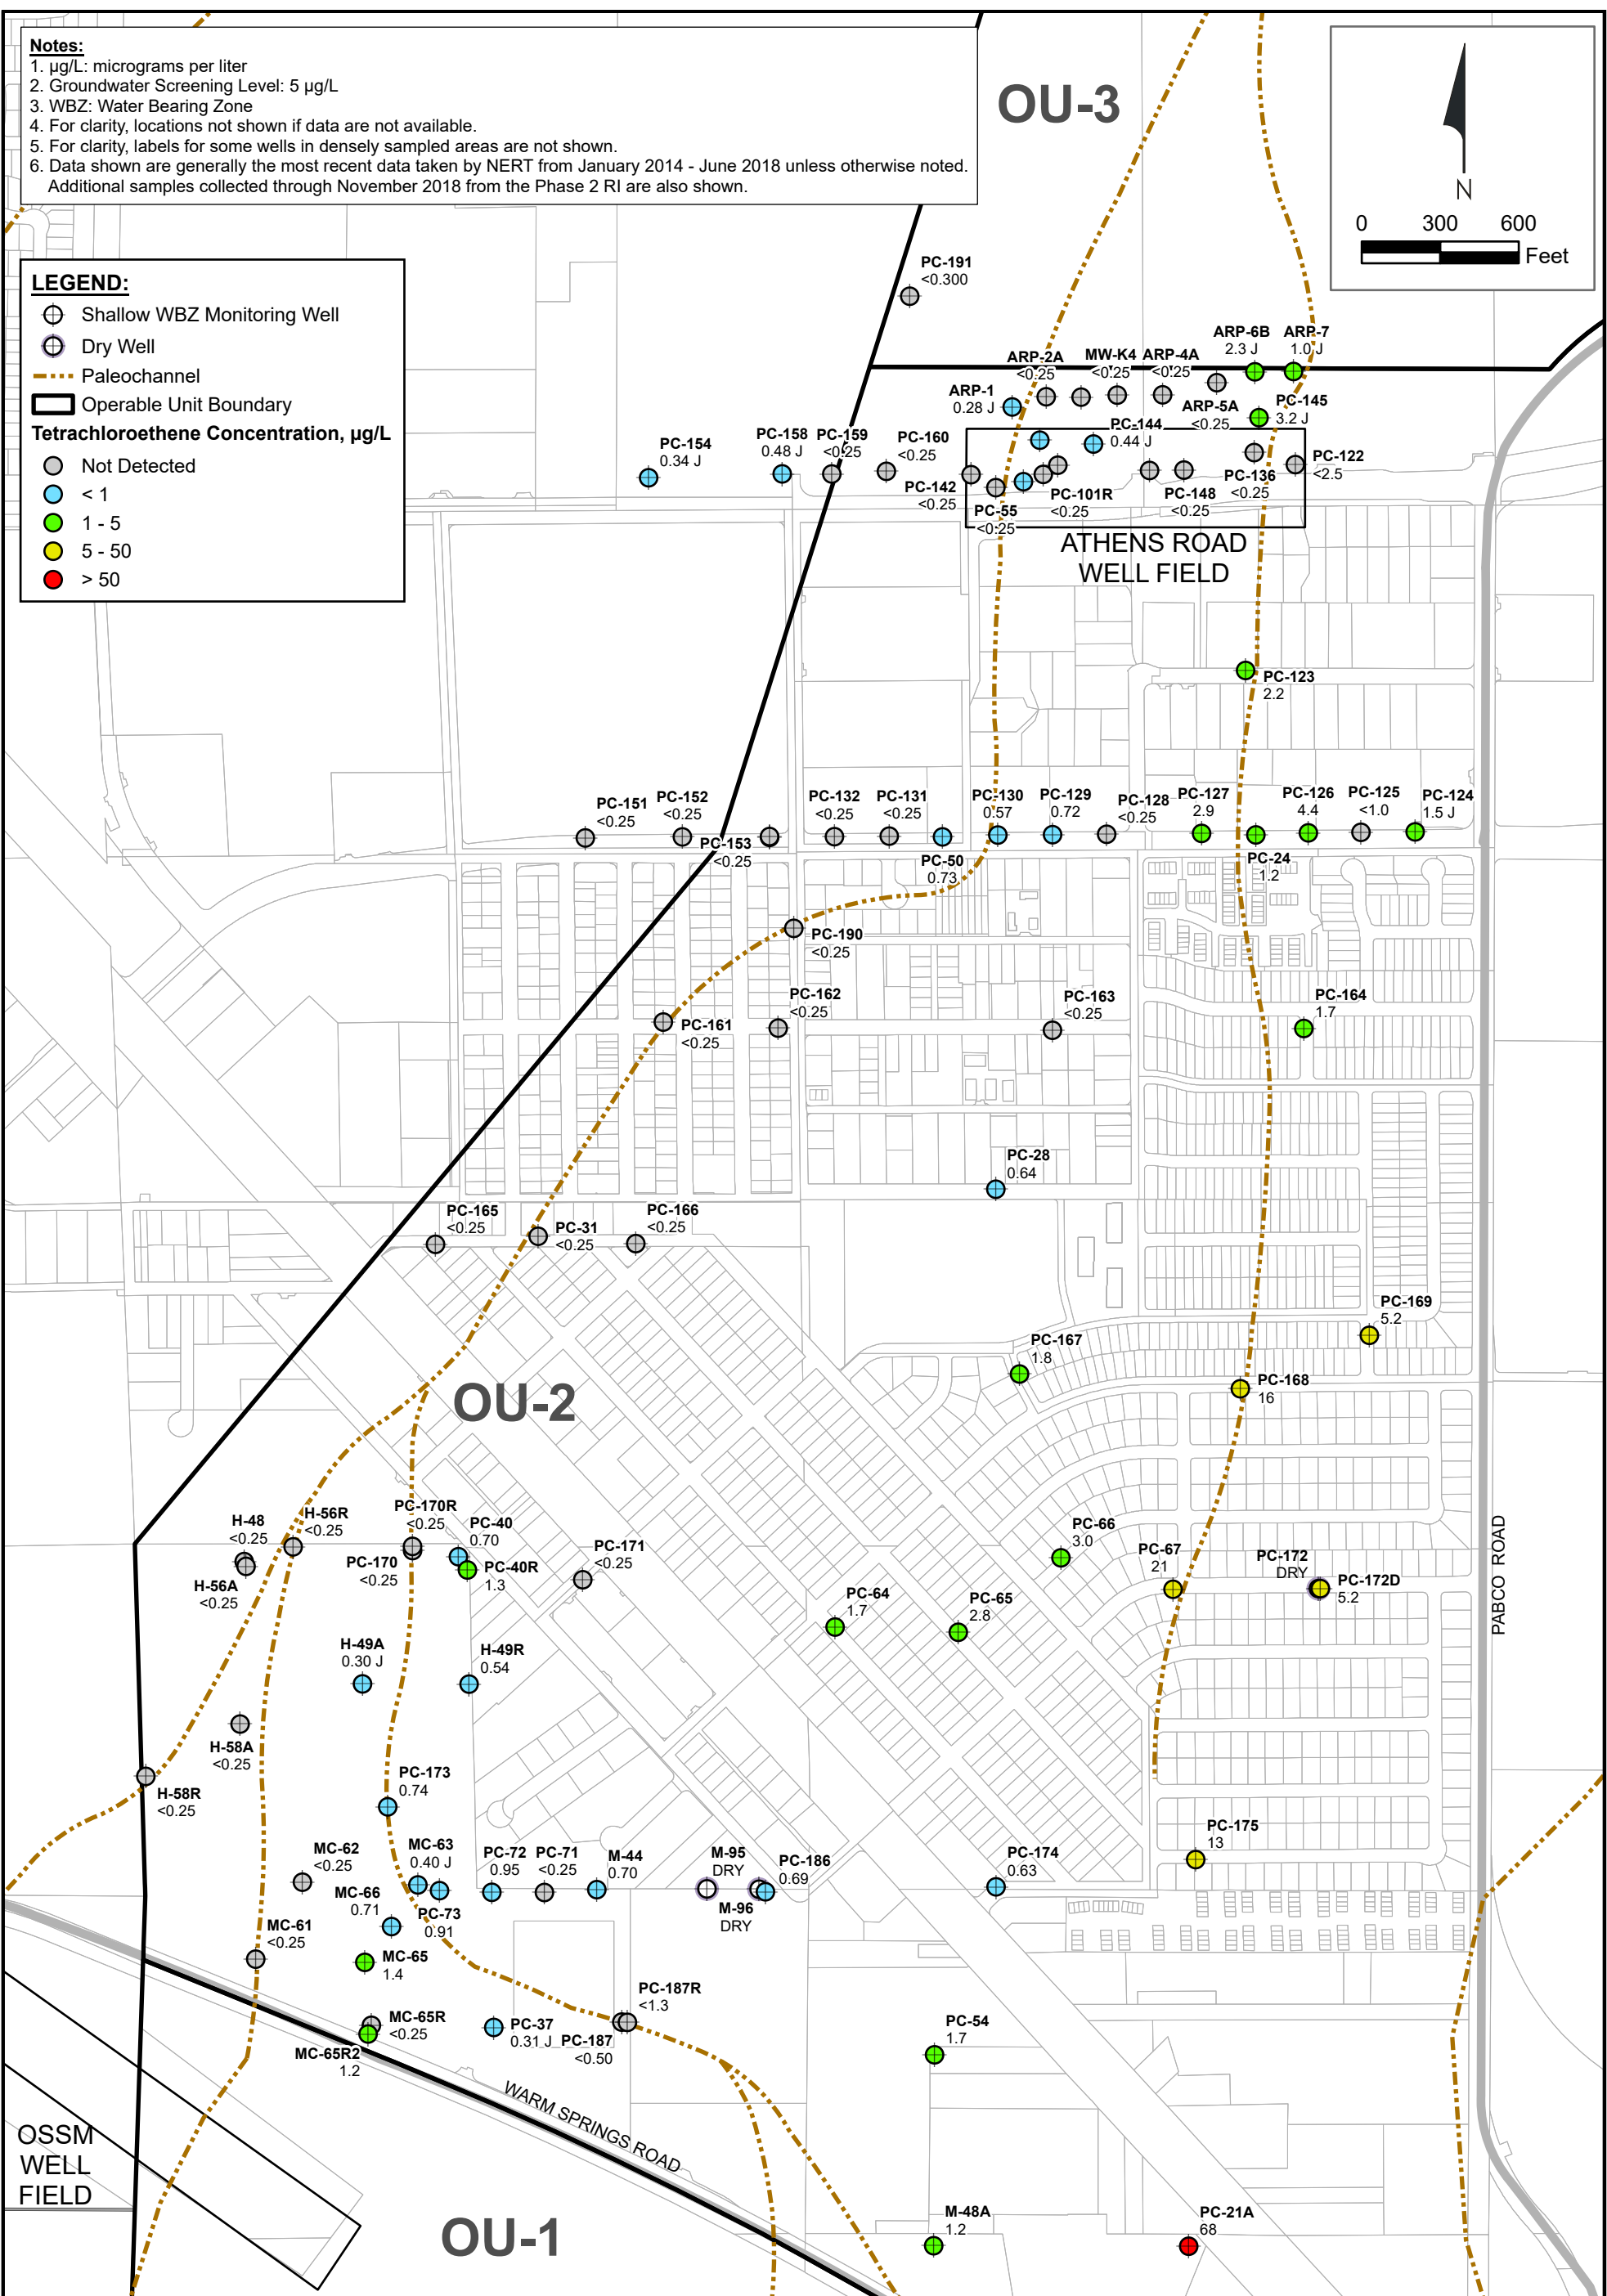 Notes:
1. µg/L: micrograms per liter
2. Groundwater Screening Level: 5 µg/L
3. WBZ: Water Bearing Zone
4. For clarity, locations not shown if data are not available.
5. For clarity, labels for some wells in densely sampled areas are not shown.
6. Data shown are generally the most recent data taken by NERT from January 2014 - June 2018 unless otherwise noted.
Additional samples collected through November 2018 from the Phase 2 RI are also shown.
OU-3
N
0 300 600
Feet
LEGEND:
Shallow WBZ Monitoring Well
Dry Well
Paleochannel
Operable Unit Boundary
Tetrachloroethene Concentration, µg/L
Not Detected
< 1
1 - 5
5 - 50
> 50
PC-191
<0.300
ARP-6B
2.3 J
ARP-7
1.0 J
ARP-2A
<0.25
MW-K4
<0.25
ARP-4A
<0.25
ARP-1
0.28 J
ARP-5A
<0.25
PC-145
3.2 J
PC-144
0.44 J
PC-154
0.34 J
PC-158
0.48 J
PC-159
<0.25
PC-160
<0.25
PC-142
<0.25
PC-55
<0.25
PC-101R
<0.25
PC-148
<0.25
PC-136
<0.25
PC-122
<2.5
ATHENS ROAD
WELL FIELD
PC-123
2.2
PC-151
<0.25
PC-152
<0.25
PC-153
<0.25
PC-132
<0.25
PC-131
<0.25
PC-50
0.73
PC-130
0.57
PC-129
0.72
PC-128
<0.25
PC-127
2.9
PC-24
1.2
PC-126
4.4
PC-125
<1.0
PC-124
1.5 J
PC-190
<0.25
PC-161
<0.25
PC-162
<0.25
PC-163
<0.25
PC-164
1.7
PC-28
0.64
PC-165
<0.25
PC-31
<0.25
PC-166
<0.25
PC-169
5.2
PC-167
1.8
PC-168
16
OU-2
H-48
<0.25
H-56R
<0.25
H-56A
<0.25
PC-170R
<0.25
PC-170
<0.25
PC-40
0.70
PC-40R
1.3
PC-171
<0.25
PC-66
3.0
PC-67
21
PC-172
DRY
PC-172D
5.2
PC-64
1.7
PC-65
2.8
PABCO ROAD
H-49A
0.30 J
H-49R
0.54
H-58A
<0.25
H-58R
<0.25
PC-173
0.74
PC-175
13
MC-62
<0.25
MC-63
0.40 J
PC-72
0.95
PC-71
<0.25
M-44
0.70
M-95
DRY
M-96
DRY
PC-186
0.69
PC-174
0.63
MC-66
0.71
PC-73
0.91
MC-61
<0.25
MC-65
1.4
MC-65R
<0.25
MC-65R2
1.2
PC-37
0.31 J
PC-187R
<1.3
PC-187
<0.50
PC-54
1.7
WARM SPRINGS ROAD
OSSM
WELL
FIELD
OU-1
M-48A
1.2
PC-21A
68